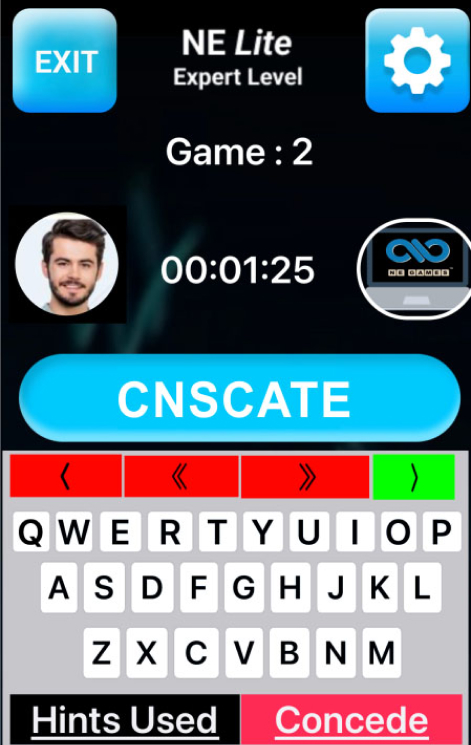 EXIT
NE Lite
Expert Level
Game : 2
00:01:25
NE GAMES
CNSCATE
〈 《 》 〉
Q W E R T Y U I O P
A S D F G H J K L
Z X C V B N M
Hints Used Concede